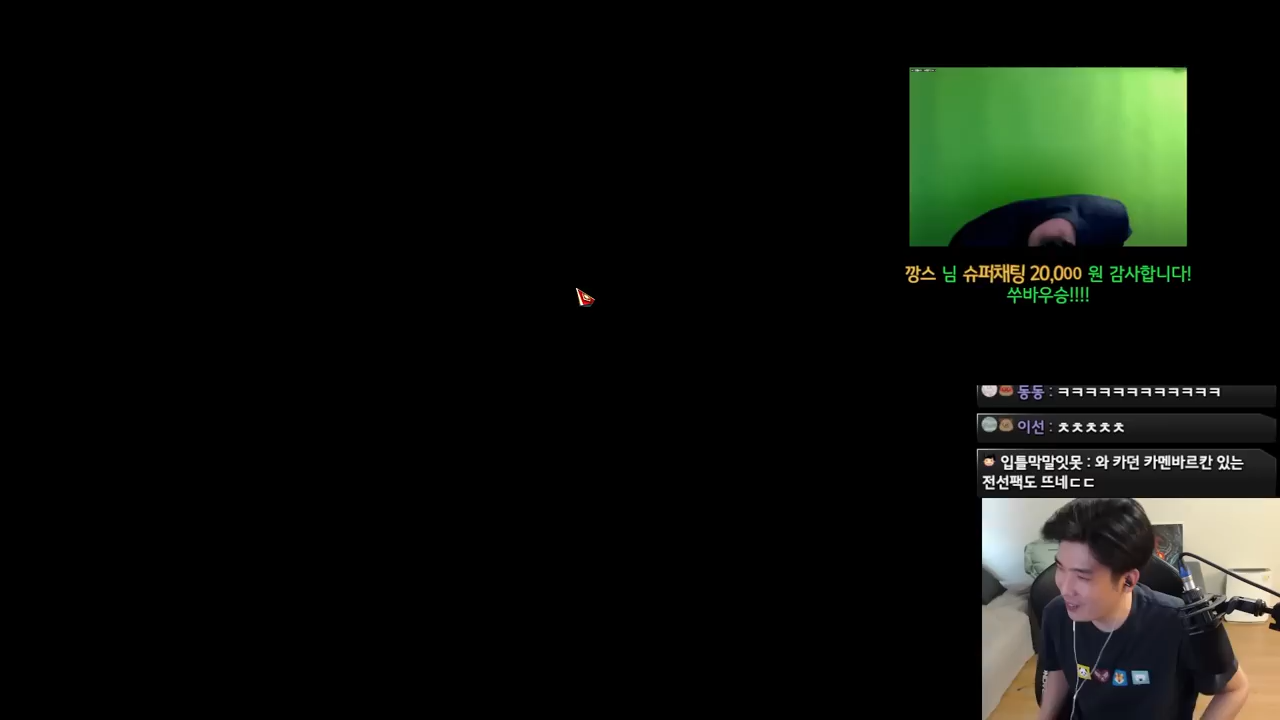 깡스 님 슈퍼채팅 20,000 원 감사합니다!
쑤바우승!!!!
동동 : ㅋㅋㅋㅋㅋㅋㅋㅋㅋㅋㅋㅋ
이선 : ㅊㅊㅊㅊㅊ
입틀막말잇못 : 와 카던 카멘바르칸 있는
전선팩도 뜨네ㄷㄷ